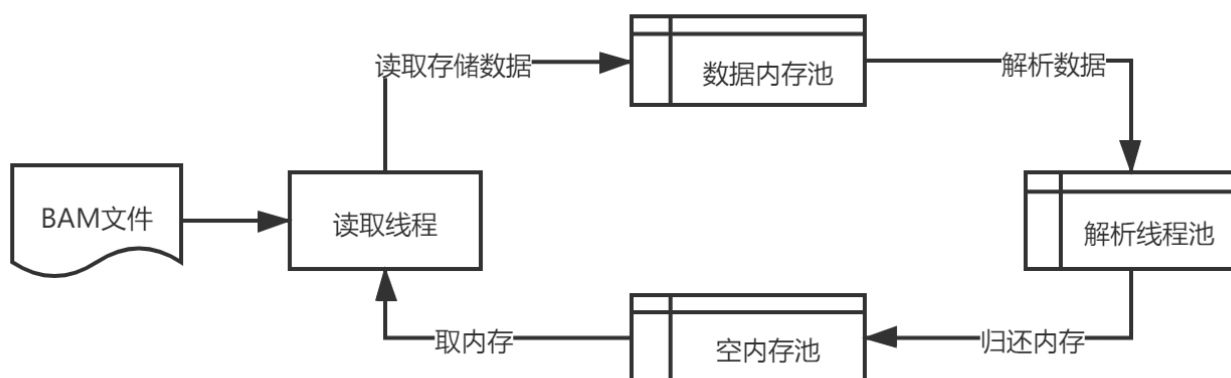 读取存储数据
数据内存池
解析数据
BAM文件
读取线程
解析线程池
取内存
空内存池
归还内存